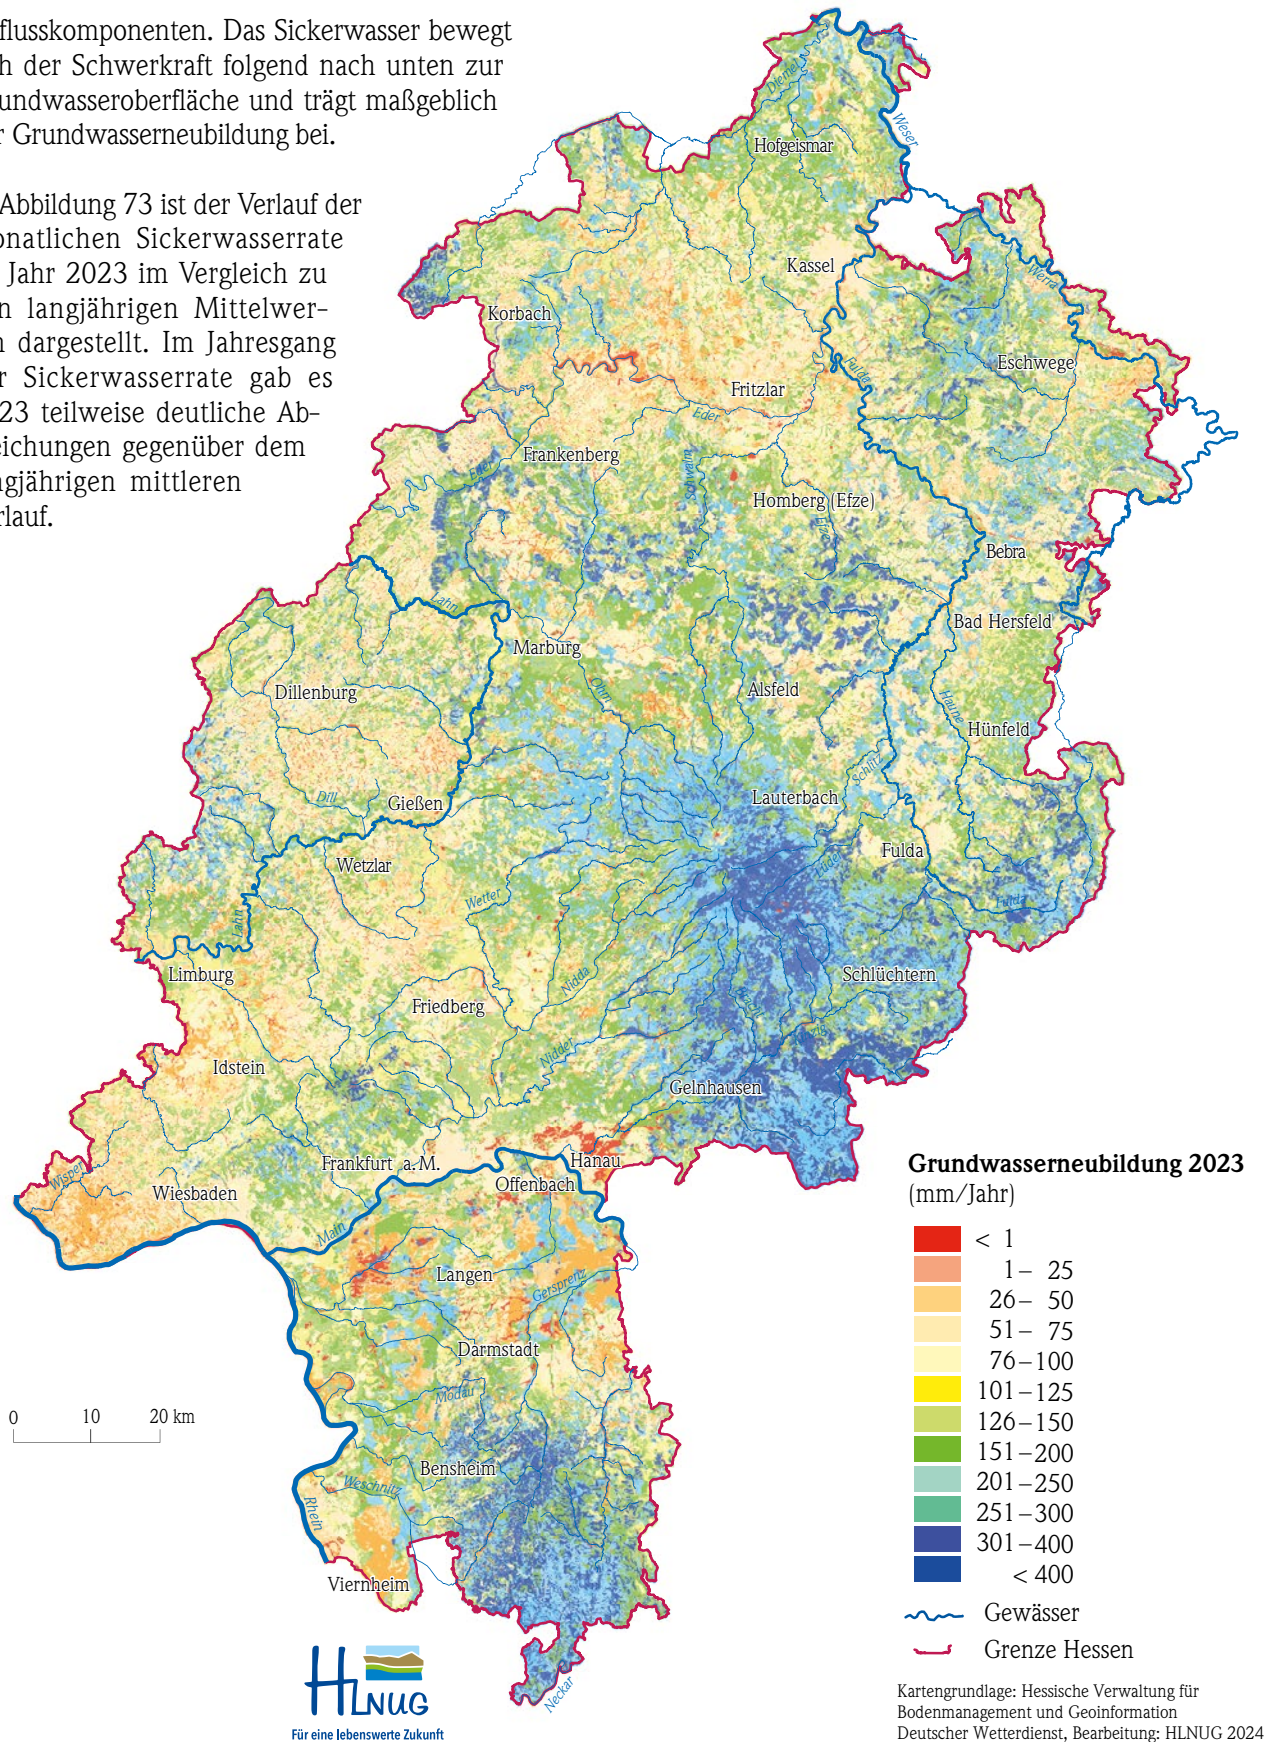 flusskomponenten. Das Sickerwasser bewegt
h der Schwerkraft folgend nach unten zur
undwasseroberfläche und trägt maßgeblich
r Grundwasserneubildung bei.
Abbildung 73 ist der Verlauf der
onatlichen Sickerwasserrate
Jahr 2023 im Vergleich zu
n langjährigen Mittelwer-
n dargestellt. Im Jahresgang
r Sickerwasserrate gab es
23 teilweise deutliche Ab-
eichungen gegenüber dem
ngjährigen mittleren
rlauf.
Diemel
Weser
Hofgeismar
Kassel
Werra
Korbach
Eschwege
Fulda
Fritzlar
Eder
Frankenberg
Eder
Schwalm
Homberg (Efze)
Efze
Bebra
Lahn
Bad Hersfeld
Marburg
Ohm
Dillenburg
Alsfeld
Haune
Hünfeld
Schlitz
Dill
Gießen
Lauterbach
Wetzlar
Fulda
Lüder
Wetter
Fulda
Lahn
Limburg
Schlüchtern
Nidda
Friedberg
Kinzig
Nidder
Idstein
Gelnhausen
Frankfurt a. M.
Hanau
Wisper
Offenbach
Wiesbaden
Main
Langen
Gersprenz
Darmstadt
Modau
Bensheim
Weschnitz
Rhein
Viernheim
Neckar
0 10 20 km
Grundwasserneubildung 2023
(mm/Jahr)
< 1
1– 25
26– 50
51– 75
76–100
101–125
126–150
151–200
201–250
251–300
301–400
< 400
Gewässer
Grenze Hessen
HLNUG
Für eine lebenswerte Zukunft
Kartengrundlage: Hessische Verwaltung für
Bodenmanagement und Geoinformation
Deutscher Wetterdienst, Bearbeitung: HLNUG 2024